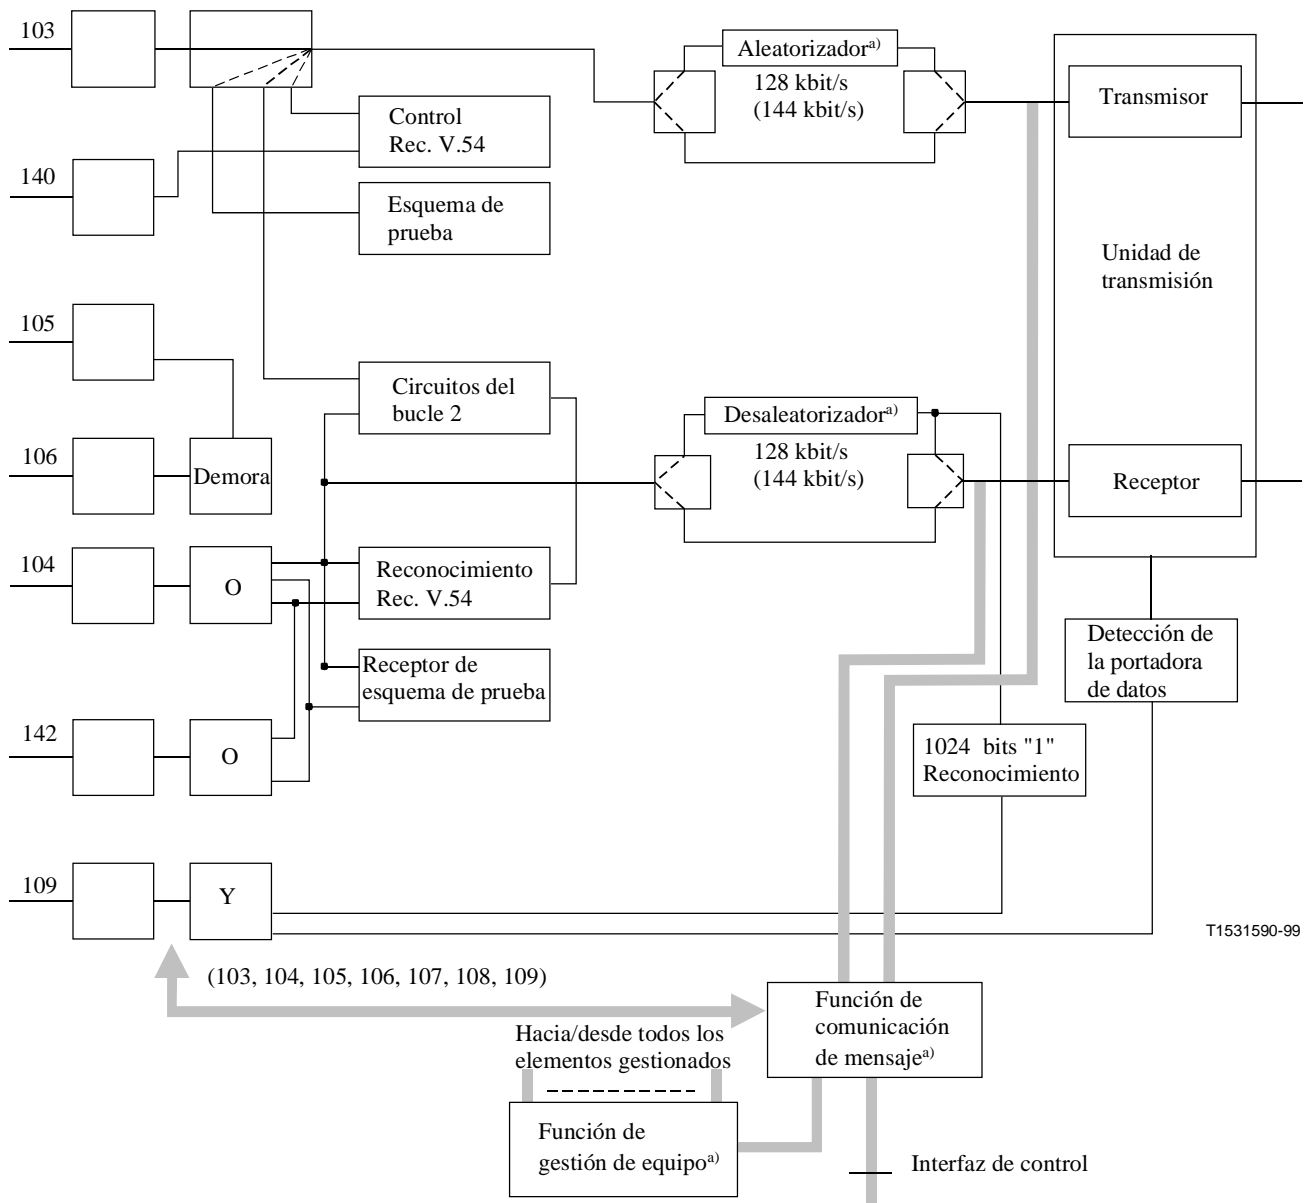 103
Aleatorizador a)
128 kbit/s
(144 kbit/s)
Transmisor
Control
Rec. V.54
140
Esquema de
prueba
Unidad de
transmisión
105
Circuitos del
bucle 2
Desaleatorizador a)
128 kbit/s
(144 kbit/s)
106
Demora
Receptor
104
O
Reconocimiento
Rec. V.54
Detección de
la portadora
de datos
Receptor de
esquema de prueba
142
O
1024 bits "1"
Reconocimiento
109
Y
T1531590-99
(103, 104, 105, 106, 107, 108, 109)
Función de
comunicación
de mensaje a)
Hacia/desde todos los
elementos gestionados
Función de
gestión de equipo a)
Interfaz de control